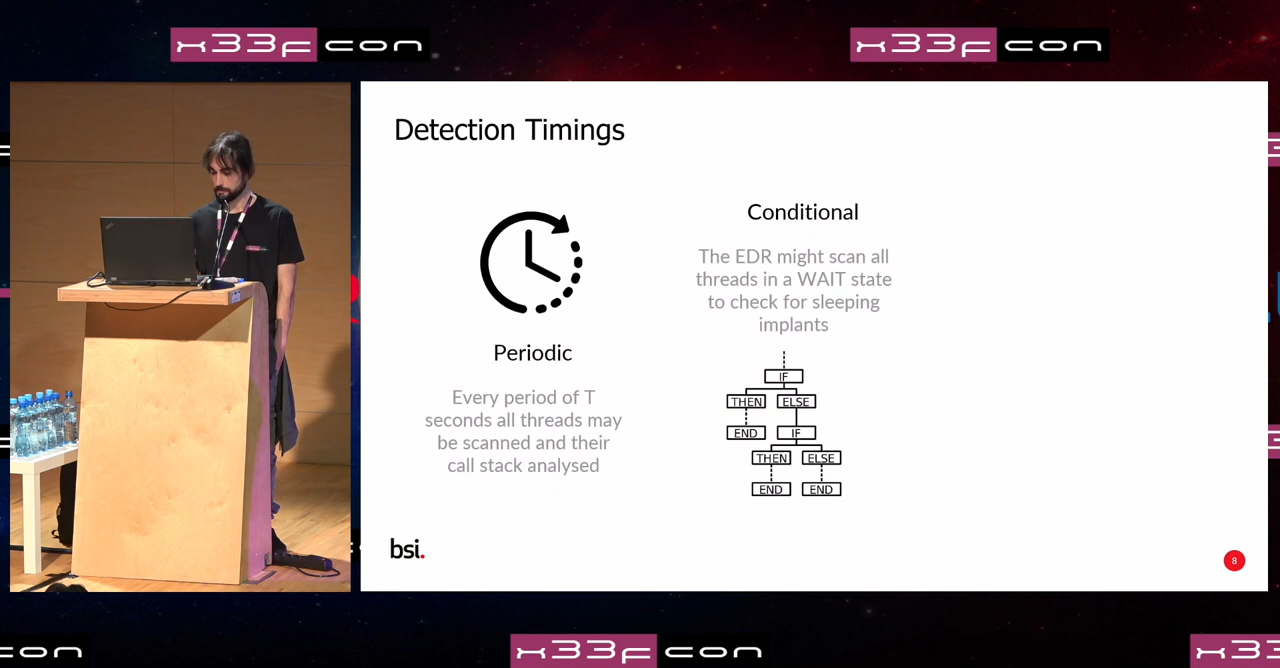 x33fcon
x33fcon
Detection Timings
Periodic
Every period of T
seconds all threads may
be scanned and their
call stack analysed
Conditional
The EDR might scan all
threads in a WAIT state
to check for sleeping
implants
IF
THEN ELSE
END IF
THEN ELSE
END END
bsi.
8
con
x33fcon
x33